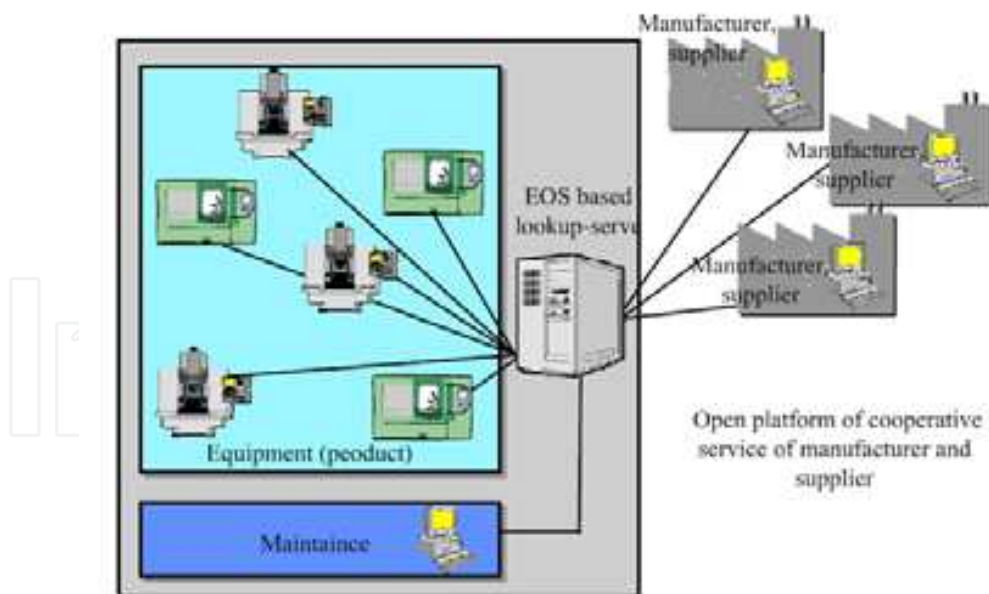 Manufacturer,
supplier
Manufacturer,
supplier
EOS based
lookup-serve
Manufacturer,
supplier
Open platform of cooperative
service of manufacturer and
supplier
Equipment (peoduct)
Maintaince